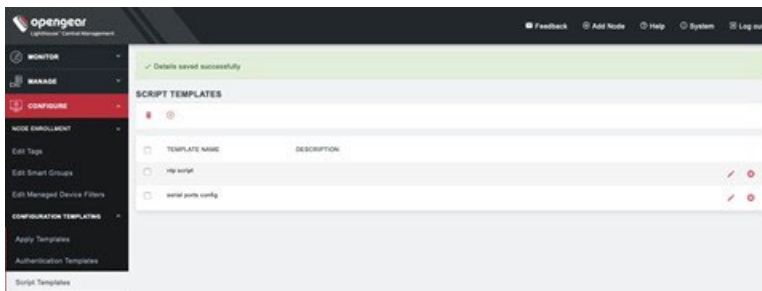 opengear
Lighthouse Central Management
Feedback
Add Node
Help
System
Log out
MONITOR
MANAGE
CONFIGURE
NODE ENROLLMENT
Edit Tags
Edit Smart Groups
Edit Managed Device Filters
CONFIGURATION TEMPLATING
Apply Templates
Authentication Templates
Script Templates
Details saved successfully
SCRIPT TEMPLATES
TEMPLATE NAME DESCRIPTION
ntp script
serial ports config